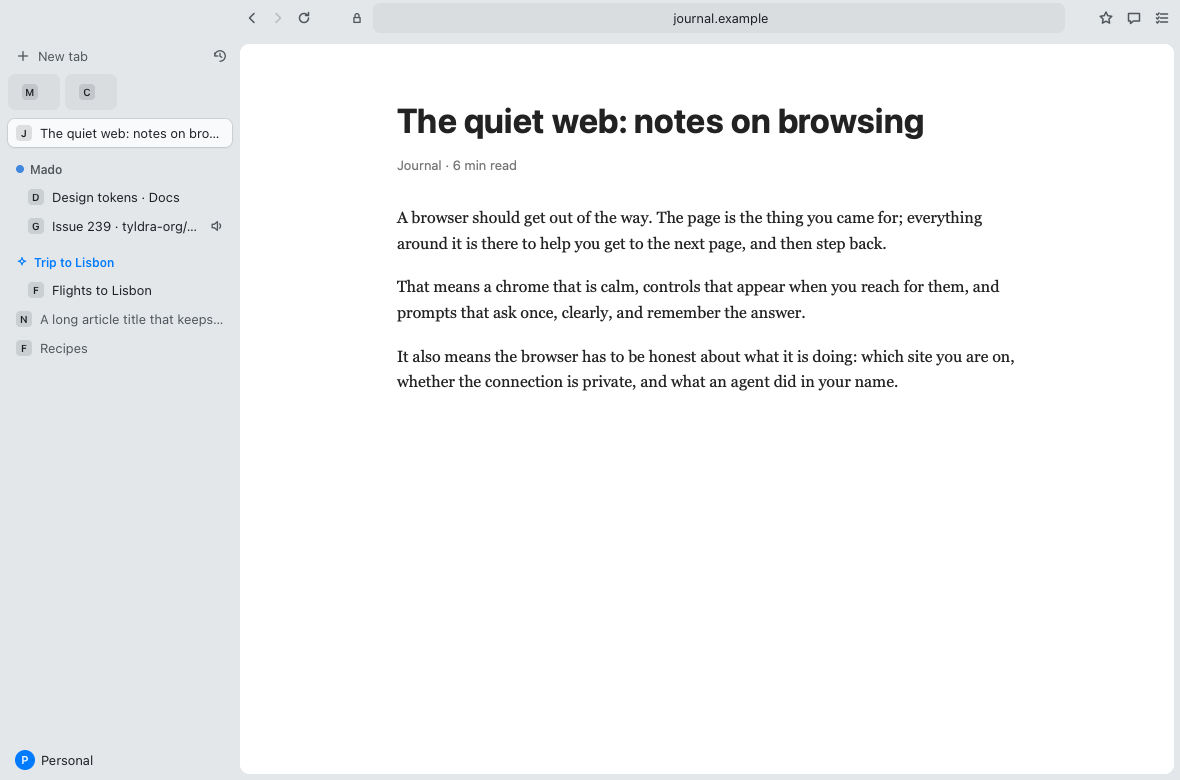 journal.example
New tab
M
C
J The quiet web: notes on bro...
Mado
D Design tokens · Docs
G Issue 239 · tyldra-org/...
Trip to Lisbon
F Flights to Lisbon
N A long article title that keeps...
F Recipes
P Personal
The quiet web: notes on browsing
Journal · 6 min read
A browser should get out of the way. The page is the thing you came for; everything
around it is there to help you get to the next page, and then step back.
That means a chrome that is calm, controls that appear when you reach for them, and
prompts that ask once, clearly, and remember the answer.
It also means the browser has to be honest about what it is doing: which site you are on,
whether the connection is private, and what an agent did in your name.